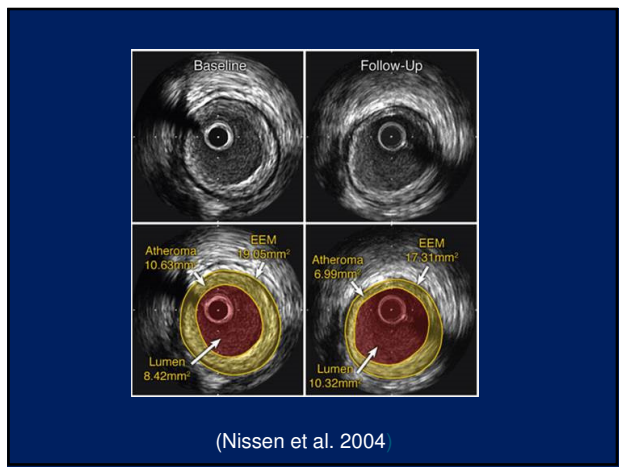 Baseline
Follow-Up
Atheroma
10.63mm²
EEM
19.05mm²
Lumen
8.42mm²
Atheroma
6.99mm²
EEM
17.31mm²
Lumen
10.32mm²
(Nissen et al. 2004)